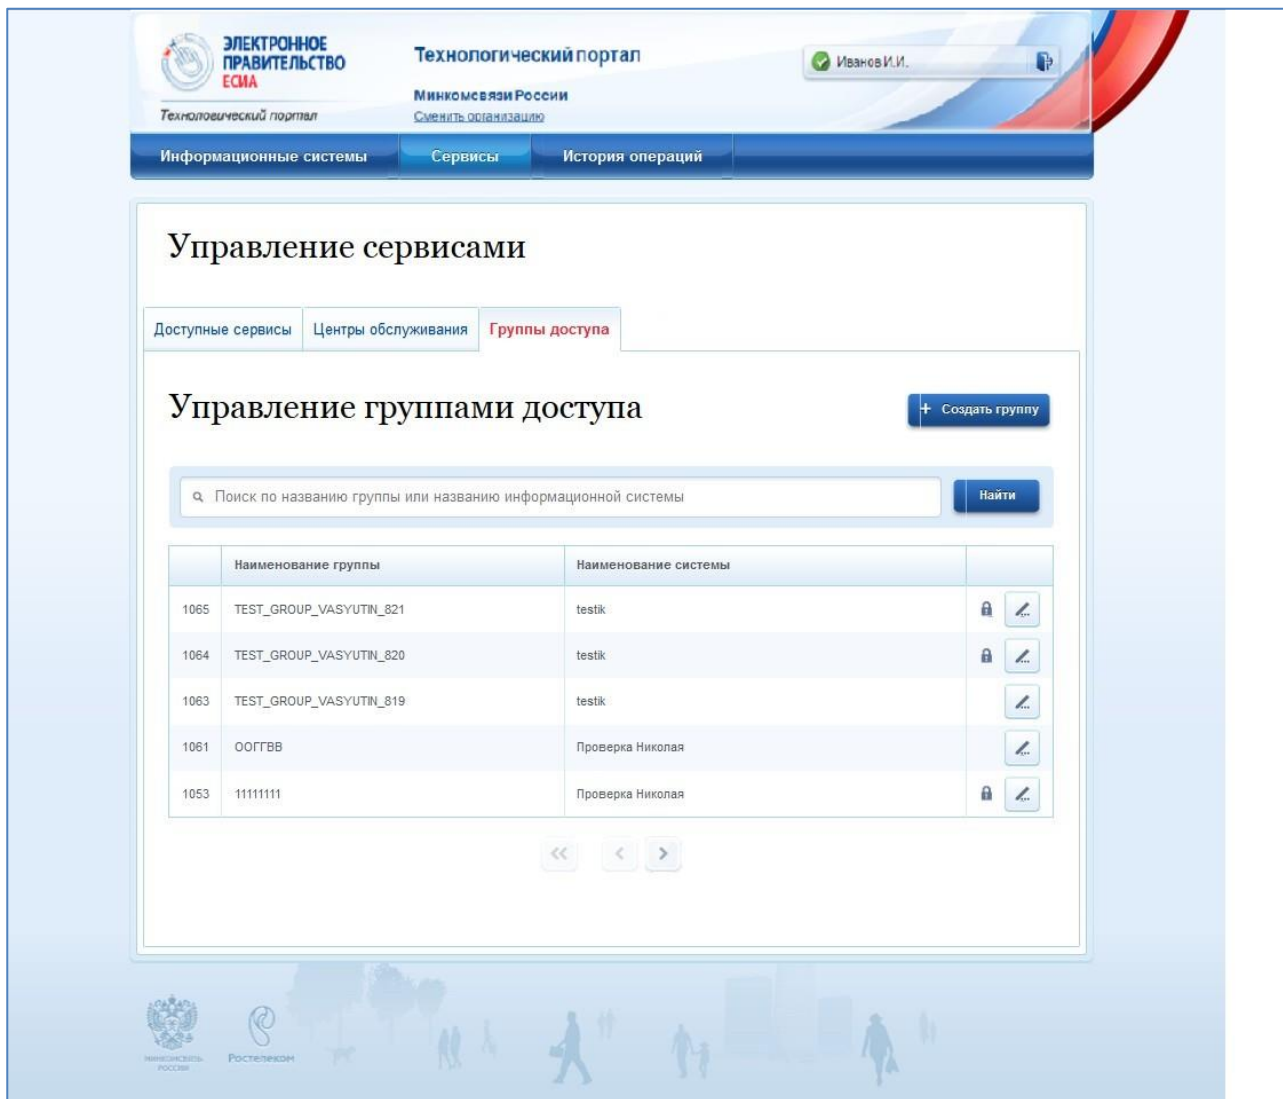 ЭЛЕКТРОННОЕ
ПРАВИТЕЛЬСТВО
ЕСИА
Технологический портал
Технологический портал
Минкомсвязи России
Сменить организацию
Иванов И.И.
Информационные системы Сервисы История операций
Управление сервисами
Доступные сервисы Центры обслуживания Группы доступа
Управление группами доступа
+ Создать группу
Поиск по названию группы или названию информационной системы
Найти
Наименование группы Наименование системы
1065 TEST_GROUP_VASYUTIN_821 testik
1064 TEST_GROUP_VASYUTIN_820 testik
1063 TEST_GROUP_VASYUTIN_819 testik
1061 ООГГВВ Проверка Николая
1053 11111111 Проверка Николая
МИНКОМСВЯЗЬ
РОССИИ
Ростелеком